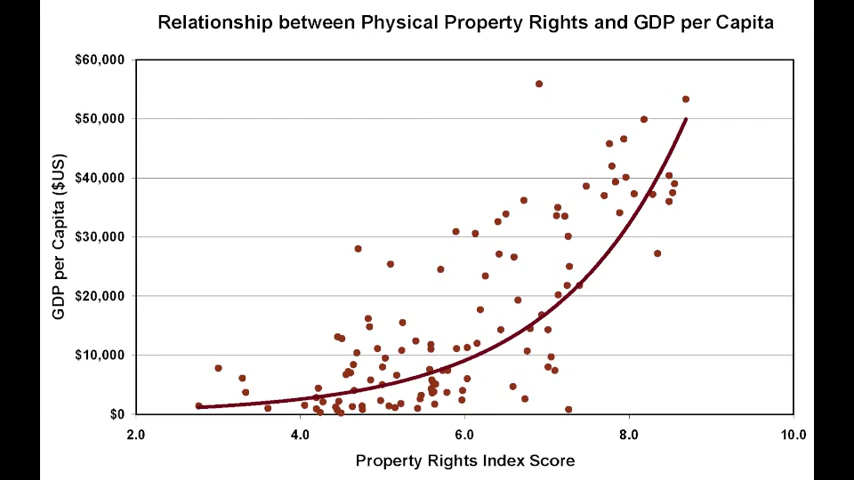 Relationship between Physical Property Rights and GDP per Capita
$60,000
$50,000
$40,000
$30,000
$20,000
$10,000
$0
GDP per Capita ($US)
2.0 4.0 6.0 8.0 10.0
Property Rights Index Score